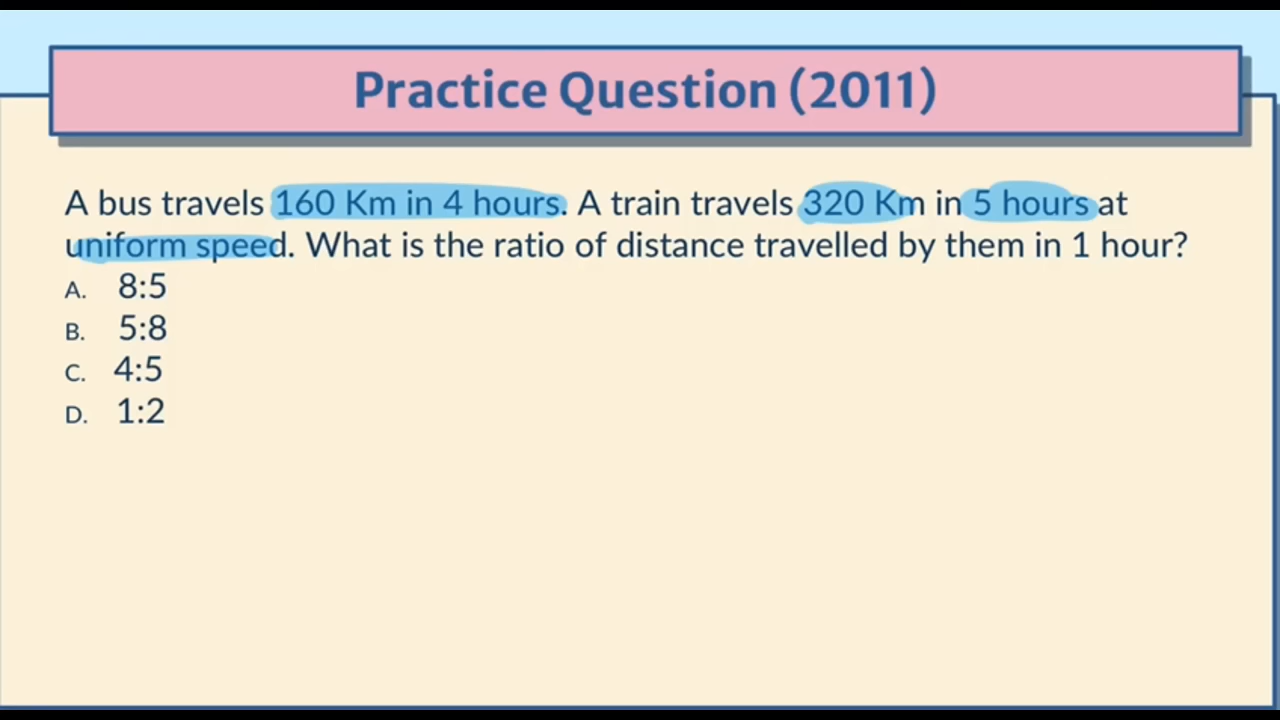 Practice Question (2011)
A bus travels 160 Km in 4 hours. A train travels 320 Km in 5 hours at
uniform speed. What is the ratio of distance travelled by them in 1 hour?
A. 8:5
B. 5:8
C. 4:5
D. 1:2